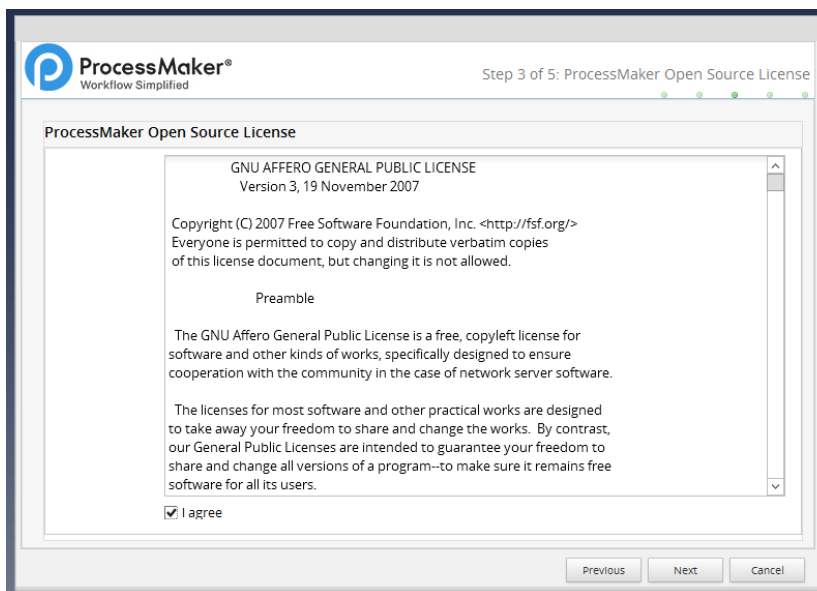 ProcessMaker®
Workflow Simplified
Step 3 of 5: ProcessMaker Open Source License
ProcessMaker Open Source License
GNU AFFERO GENERAL PUBLIC LICENSE
Version 3, 19 November 2007
Copyright (C) 2007 Free Software Foundation, Inc. <http://fsf.org/>
Everyone is permitted to copy and distribute verbatim copies
of this license document, but changing it is not allowed.
Preamble
The GNU Affero General Public License is a free, copyleft license for
software and other kinds of works, specifically designed to ensure
cooperation with the community in the case of network server software.
The licenses for most software and other practical works are designed
to take away your freedom to share and change the works.  By contrast,
our General Public Licenses are intended to guarantee your freedom to
share and change all versions of a program--to make sure it remains free
software for all its users.
I agree
Previous
Next
Cancel